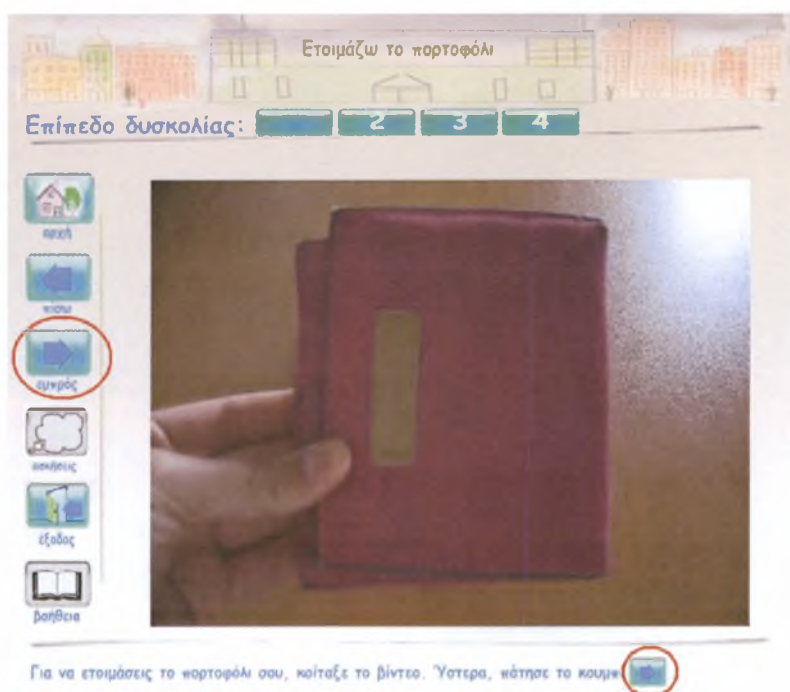 Ετοιμάζω το πορτοφόλι
Επίπεδο δυσκολίας: 2 3 4
αρχή
πίσω
εμπρός
ασκήσεις
έξοδος
βοήθεια
Για να ετοιμάσεις το πορτοφόλι σου, κοίταξε το βίντεο. Ύστερα, πάτησε το κουμπ